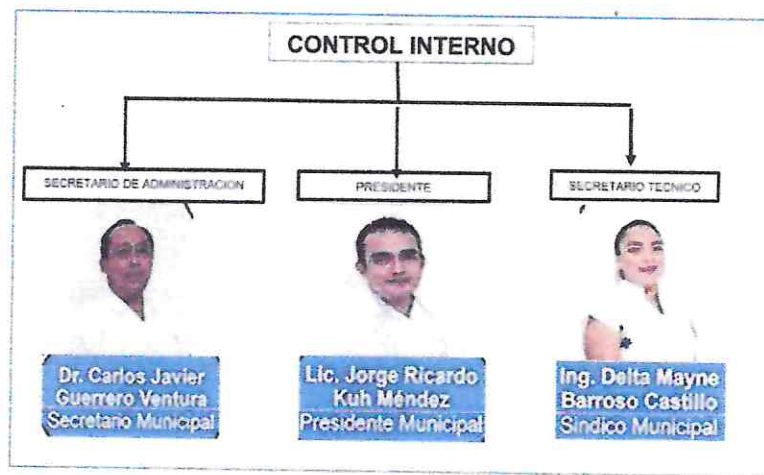 CONTROL INTERNO
SECRETARIO DE ADMINISTRACION
PRESIDENTE
SECRETARIO TECNICO
Dr. Carlos Javier
Guerrero Ventura
Secretario Municipal
Lic. Jorge Ricardo
Kuh Méndez
Presidente Municipal
Ing. Delta Mayne
Barroso Castillo
Sindico Municipal